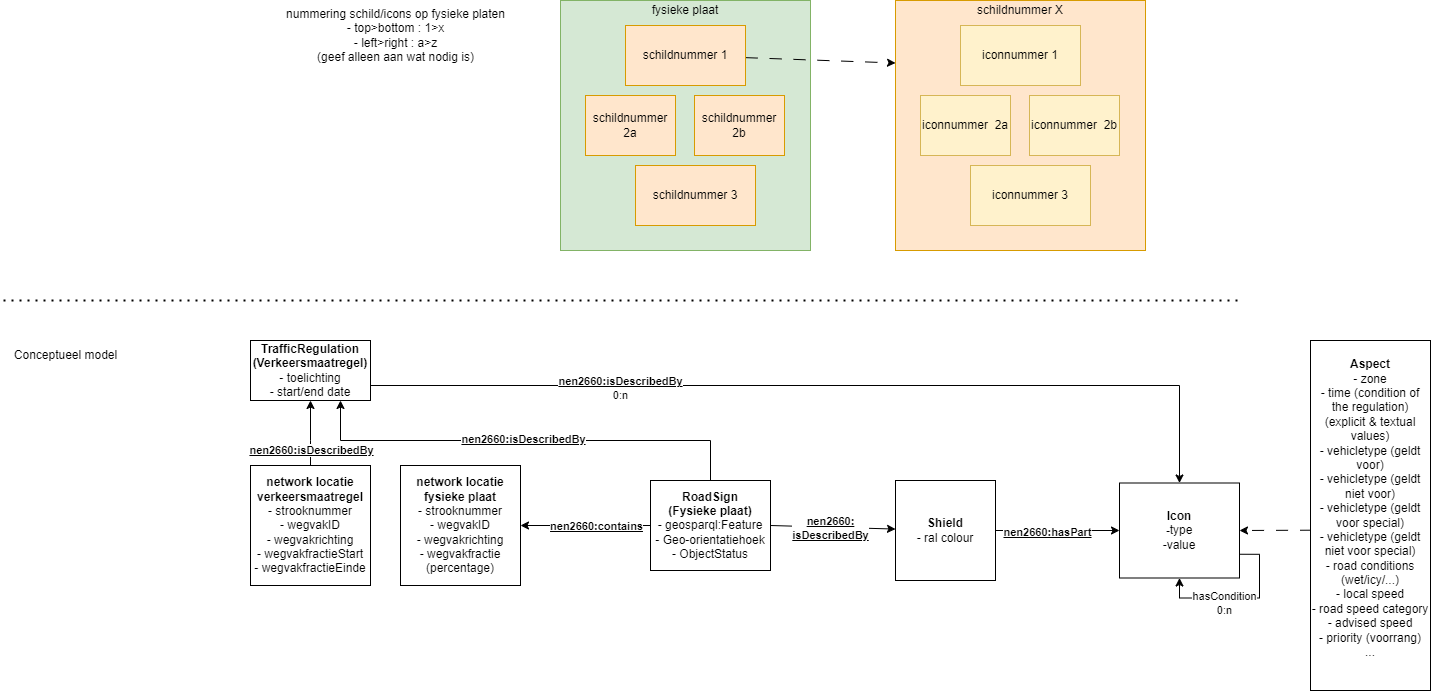 nummering schild/icons op fysieke platen
- top>bottom : 1>x
- left>right : a>z
(geef alleen aan wat nodig is)
fysieke plaat
schildnummer 1
schildnummer
2a
schildnummer
2b
schildnummer 3
schildnummer X
iconnummer 1
iconnummer 2a
iconnummer 2b
iconnummer 3
Conceptueel model
TrafficRegulation
(Verkeersmaatregel)
- toelichting
- start/end date
nen2660:isDescribedBy
0:n
nen2660:isDescribedBy
nen2660:isDescribedBy
network locatie
verkeersmaatregel
- strooknummer
- wegvakID
- wegvakrichting
- wegvakfractieStart
- wegvakfractieEinde
network locatie
fysieke plaat
- strooknummer
- wegvakID
- wegvakrichting
- wegvakfractie
(percentage)
nen2660:contains
RoadSign
(Fysieke plaat)
- geosparql:Feature
- Geo-orientatiehoek
- ObjectStatus
nen2660:
isDescribedBy
Shield
- ral colour
nen2660:hasPart
Icon
-type
-value
hasCondition
0:n
Aspect
- zone
- time (condition of
the regulation)
(explicit & textual
values)
- vehicletype (geldt
voor)
- vehicletype (geldt
niet voor)
- vehicletype (geldt
voor special)
- vehicletype (geldt
niet voor special)
- road conditions
(wet/icy/...)
- local speed
- road speed category
- advised speed
- priority (voorrang)
...